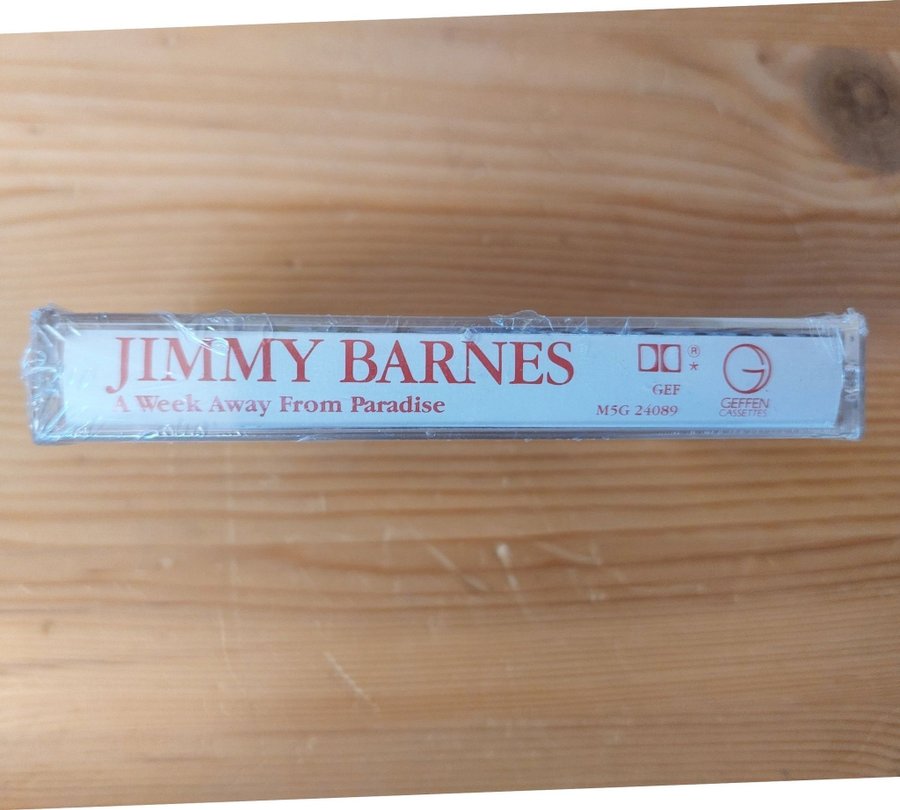 JIMMY BARNES
A Week Away From Paradise
® *
GEF
M5G 24089
GEFFEN
CASSETTES